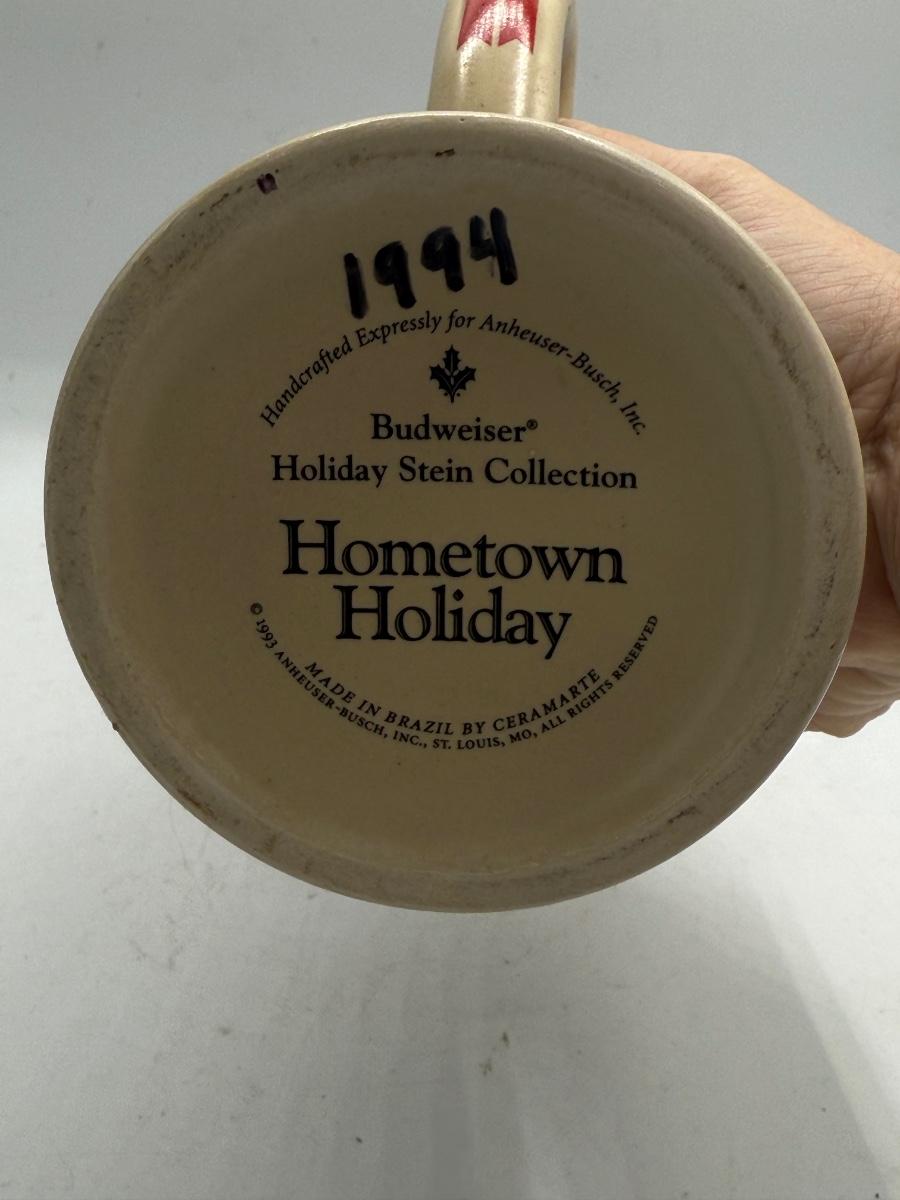 1994
Handcrafted Expressly for Anheuser-Busch, Inc.
Budweiser®
Holiday Stein Collection
Hometown
Holiday
MADE IN BRAZIL BY CERAMARTE
© 1993 ANHEUSER-BUSCH, INC., ST. LOUIS, MO, ALL RIGHTS RESERVED